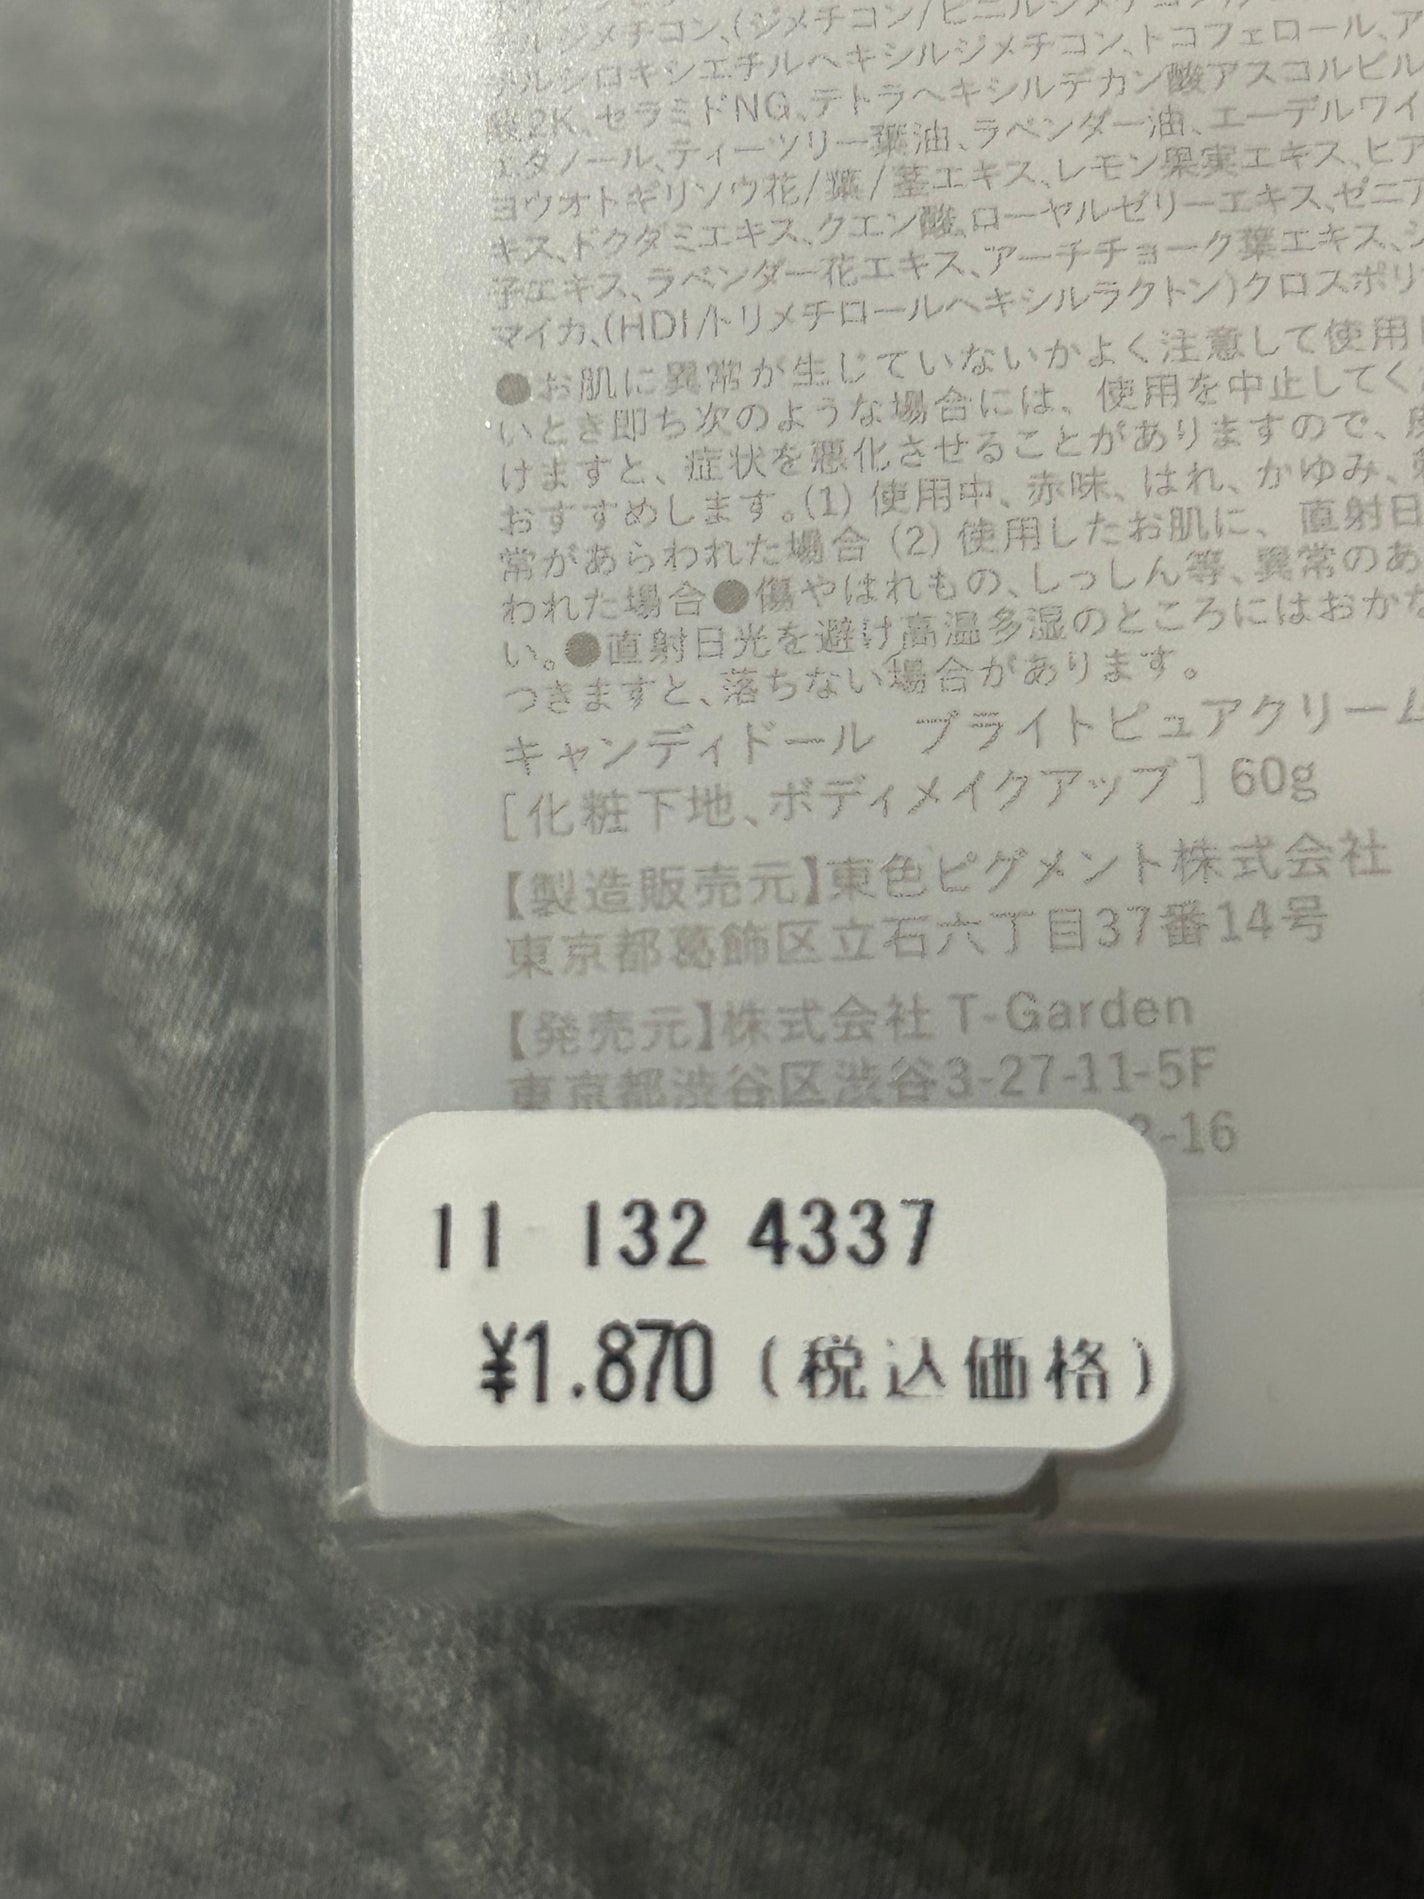 ルジメチコン、(ジメチコン/ビニルジメチコン
チルシロキシエチルヘキシルジメチコン、トコフェロール、ア
酸2K、セラミドNG、テトラヘキシルデカン酸アスコルビル
エタノール、ティーツリー葉油、ラベンダー油、エーデルワイ
ヨウオトギリソウ花/葉/茎エキス、レモン果実エキス、ヒア
キス、ドクダミエキス、クエン酸、ローヤルゼリーエキス、ゼニア
子エキス、ラベンダー花エキス、アーチチョーク葉エキス、シ
マイカ、(HDI/トリメチロールヘキシルラクトン)クロスポリ
●お肌に異常が生じていないかよく注意して使用し
いとき即ち次のような場合には、使用を中止してく
けますと、症状を悪化させることがありますので、
おすすめします。(1) 使用中、赤味、はれ、かゆみ、
常があらわれた場合 (2) 使用したお肌に、直射日
われた場合●傷やはれもの、しっしん等、異常のあ
い。●直射日光を避け高温多湿のところにはおか
つきますと、落ちない場合があります。
キャンディドール ブライトピュアクリーム
[化粧下地、ボディメイクアップ] 60g
【製造販売元】東色ピグメント株式会社
東京都葛飾区立石六丁目37番14号
【発売元】株式会社 T-Garden
東京都渋谷区渋谷3-27-11-5F
-16
11 132 4337
¥1.870 (税込価格)